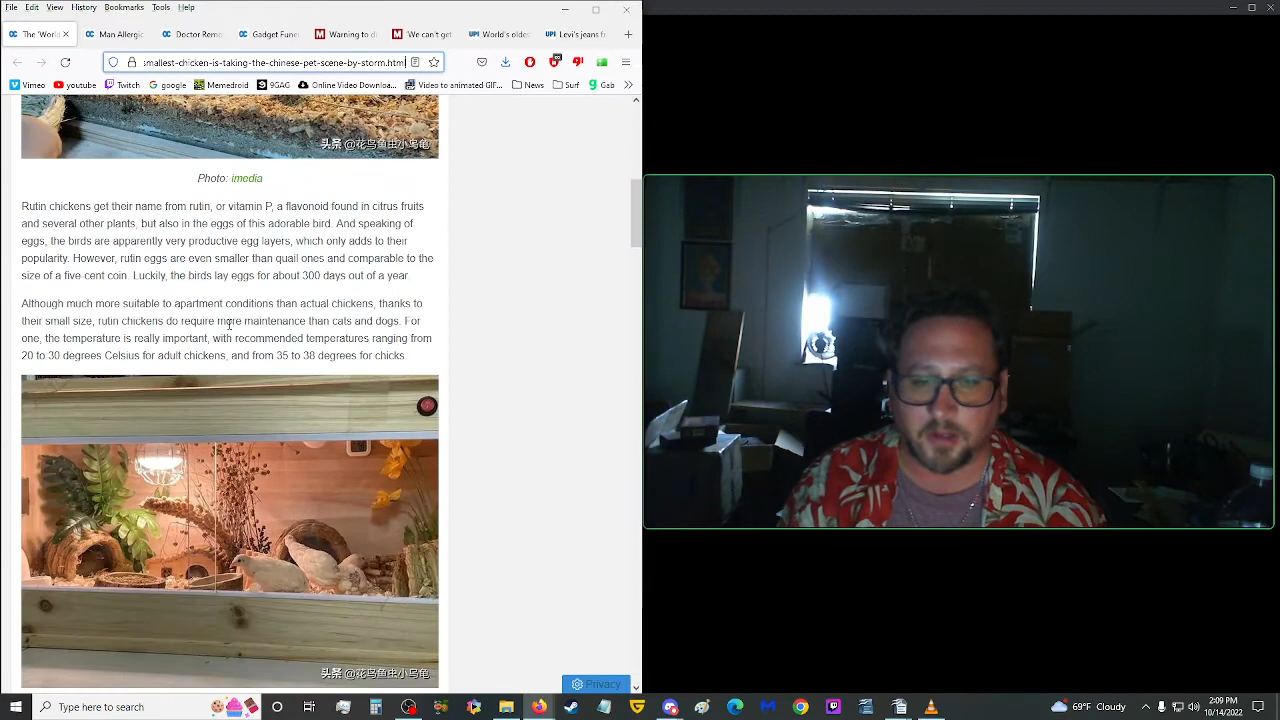 File Edit View History Bookmarks Tools Help
History Bookmarks
The 'World
Man Allergic
Doctor Remo
Gadget Fune
Warning to d
'We can't get
UPI World's oldes
UPI Levi's jeans fr
smallest-chicken-is-taking-the-chinese-pet-scene-by-storm.html
Vimeo youtube Twitch google Memedroid 9GAG Online Video Downloa... Video to animated GIF... News Surf Gab
头条 @花鸟鱼虫小乌龟
Photo: imedia
Rutin chickens get their name from rutin, or vitamin P, a flavonoid found in citrus fruits
and several other plants, but also in the eggs of this adorable bird. And speaking of
eggs, the birds are apparently very productive egg layers, which only adds to their
popularity. However, rutin eggs are even smaller than quail ones and comparable to the
size of a five-cent coin. Luckily, the birds lay eggs for about 300 days out of a year.
Although much more suitable to apartment conditions than actual chickens, thanks to
their small size, rutin chickens do require more maintenance than cats and dogs. For
one, the temperature is really important, with recommended temperatures ranging from
20 to 30 degrees Celsius for adult chickens, and from 35 to 38 degrees for chicks.
头条 @花鸟鱼虫小乌龟
Privacy
Type here to search
69°F Cloudy
2:09 PM
10/14/2022